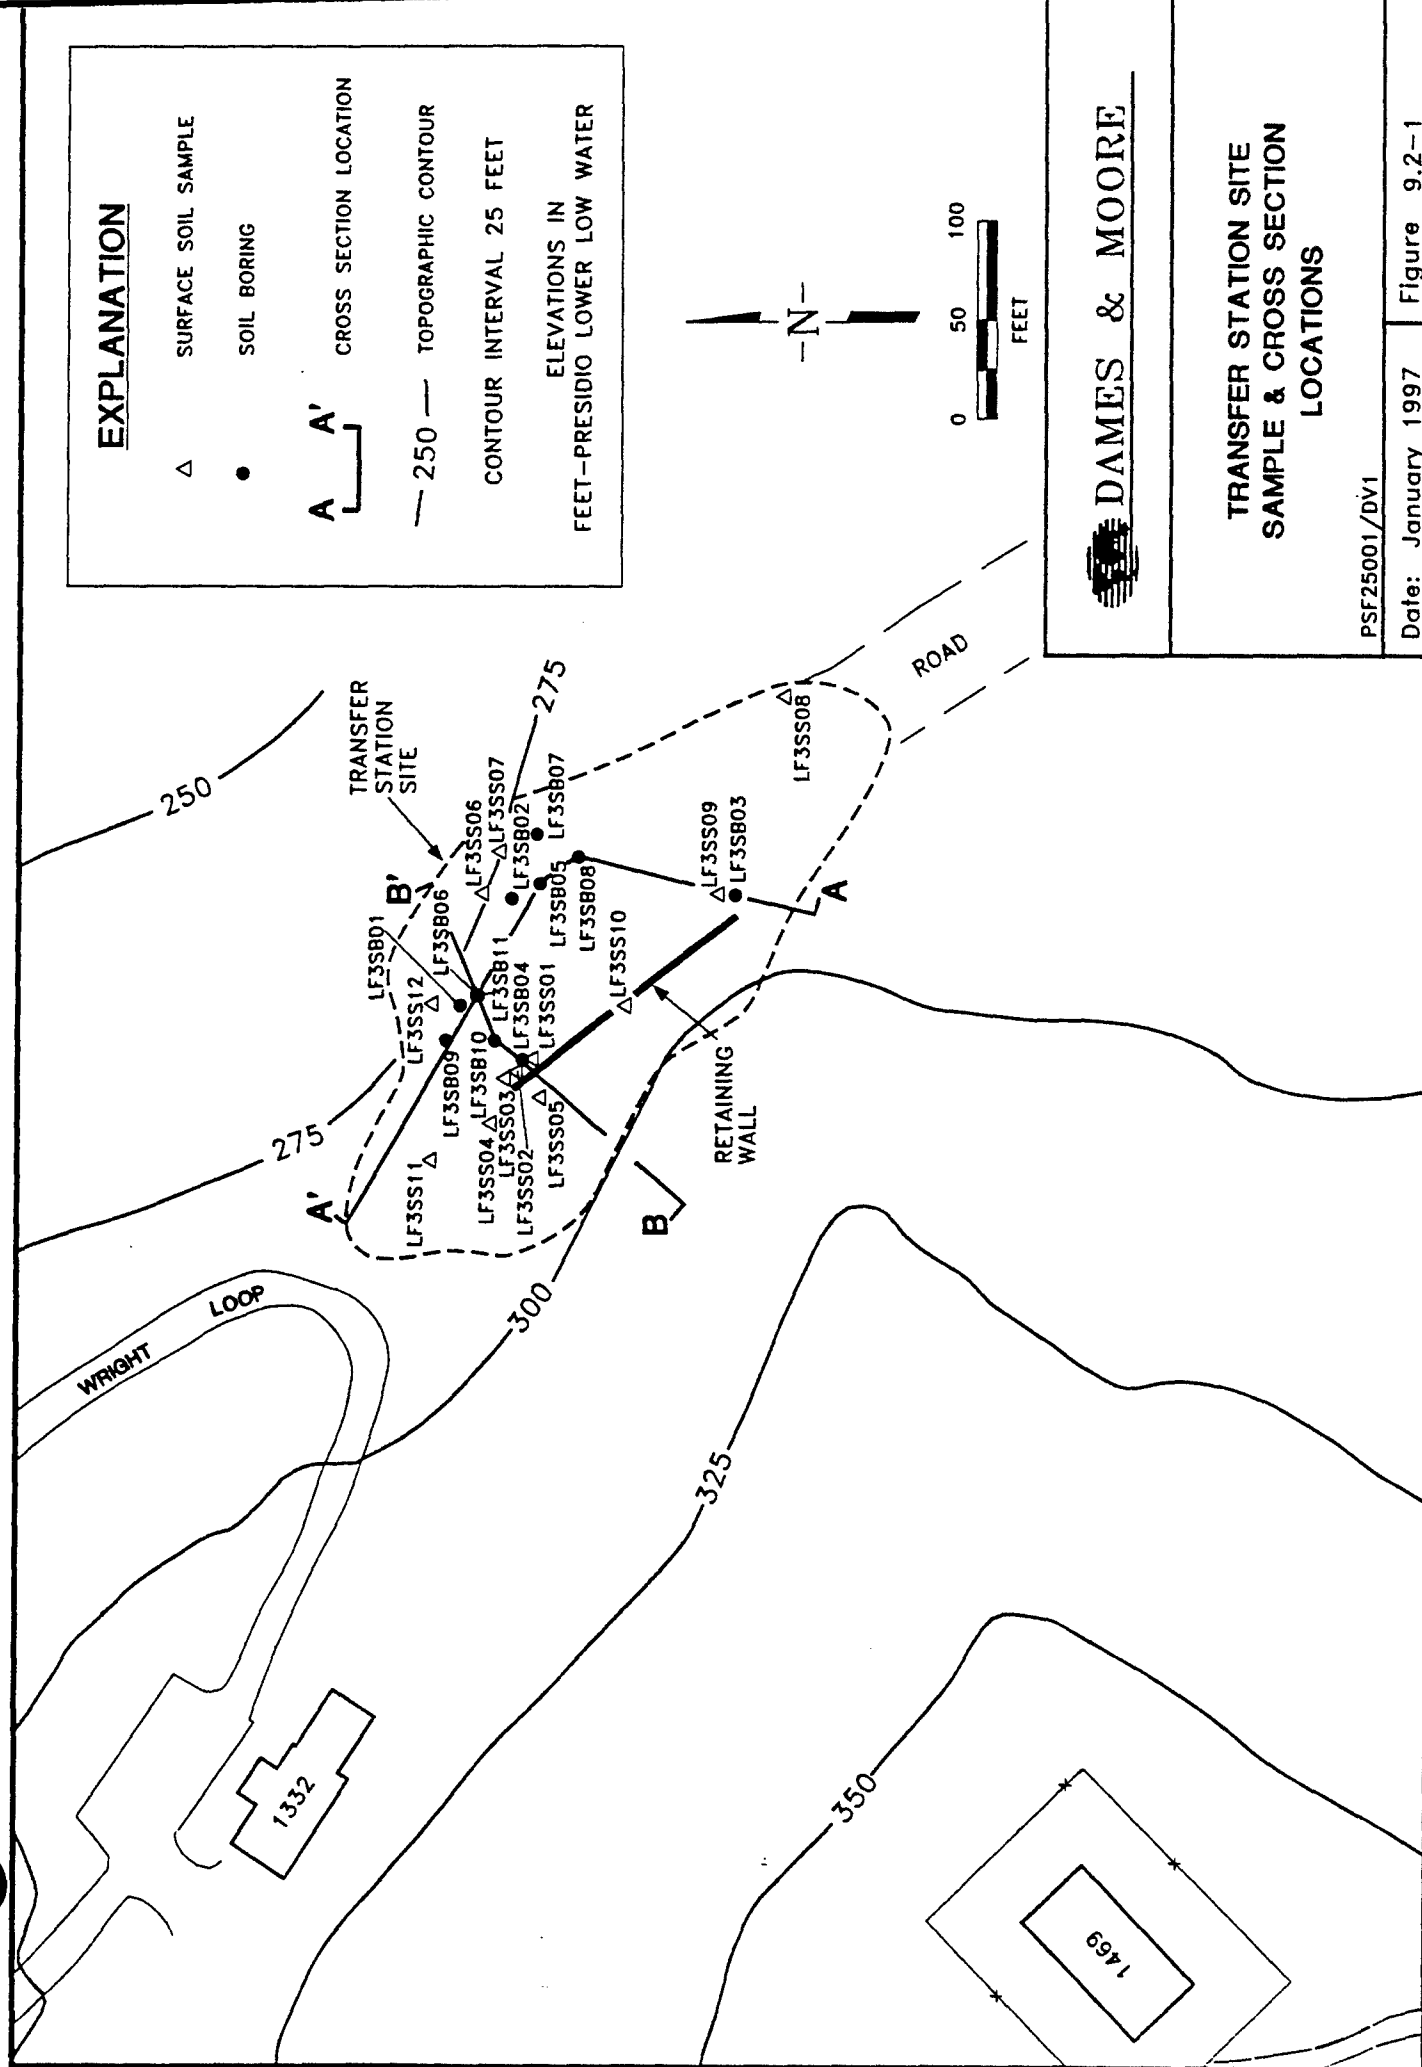 EXPLANATION
SURFACE SOIL SAMPLE
SOIL BORING
A A'
CROSS SECTION LOCATION
250
TOPOGRAPHIC CONTOUR
CONTOUR INTERVAL 25 FEET
ELEVATIONS IN
FEET-PRESIDIO LOWER LOW WATER
-N-
0 50 100
FEET
DAMES & MOORE
TRANSFER STATION SITE
SAMPLE & CROSS SECTION
LOCATIONS
PSF25001/DV1
Date: January 1997
Figure 9.2-1
WRIGHT LOOP
1332
1469
250
275
275
300
325
350
TRANSFER
STATION
SITE
RETAINING
WALL
ROAD
A'
A
B'
B
LF3SB01
LF3SS12
LF3SB06
LF3SS06
LF3SS07
LF3SB02
LF3SB07
LF3SB05
LF3SB08
LF3SB11
LF3SB04
LF3SS01
LF3SB09
LF3SB10
LF3SS11
LF3SS04
LF3SS03
LF3SS02
LF3SS05
LF3SS10
LF3SS09
LF3SB03
LF3SS08